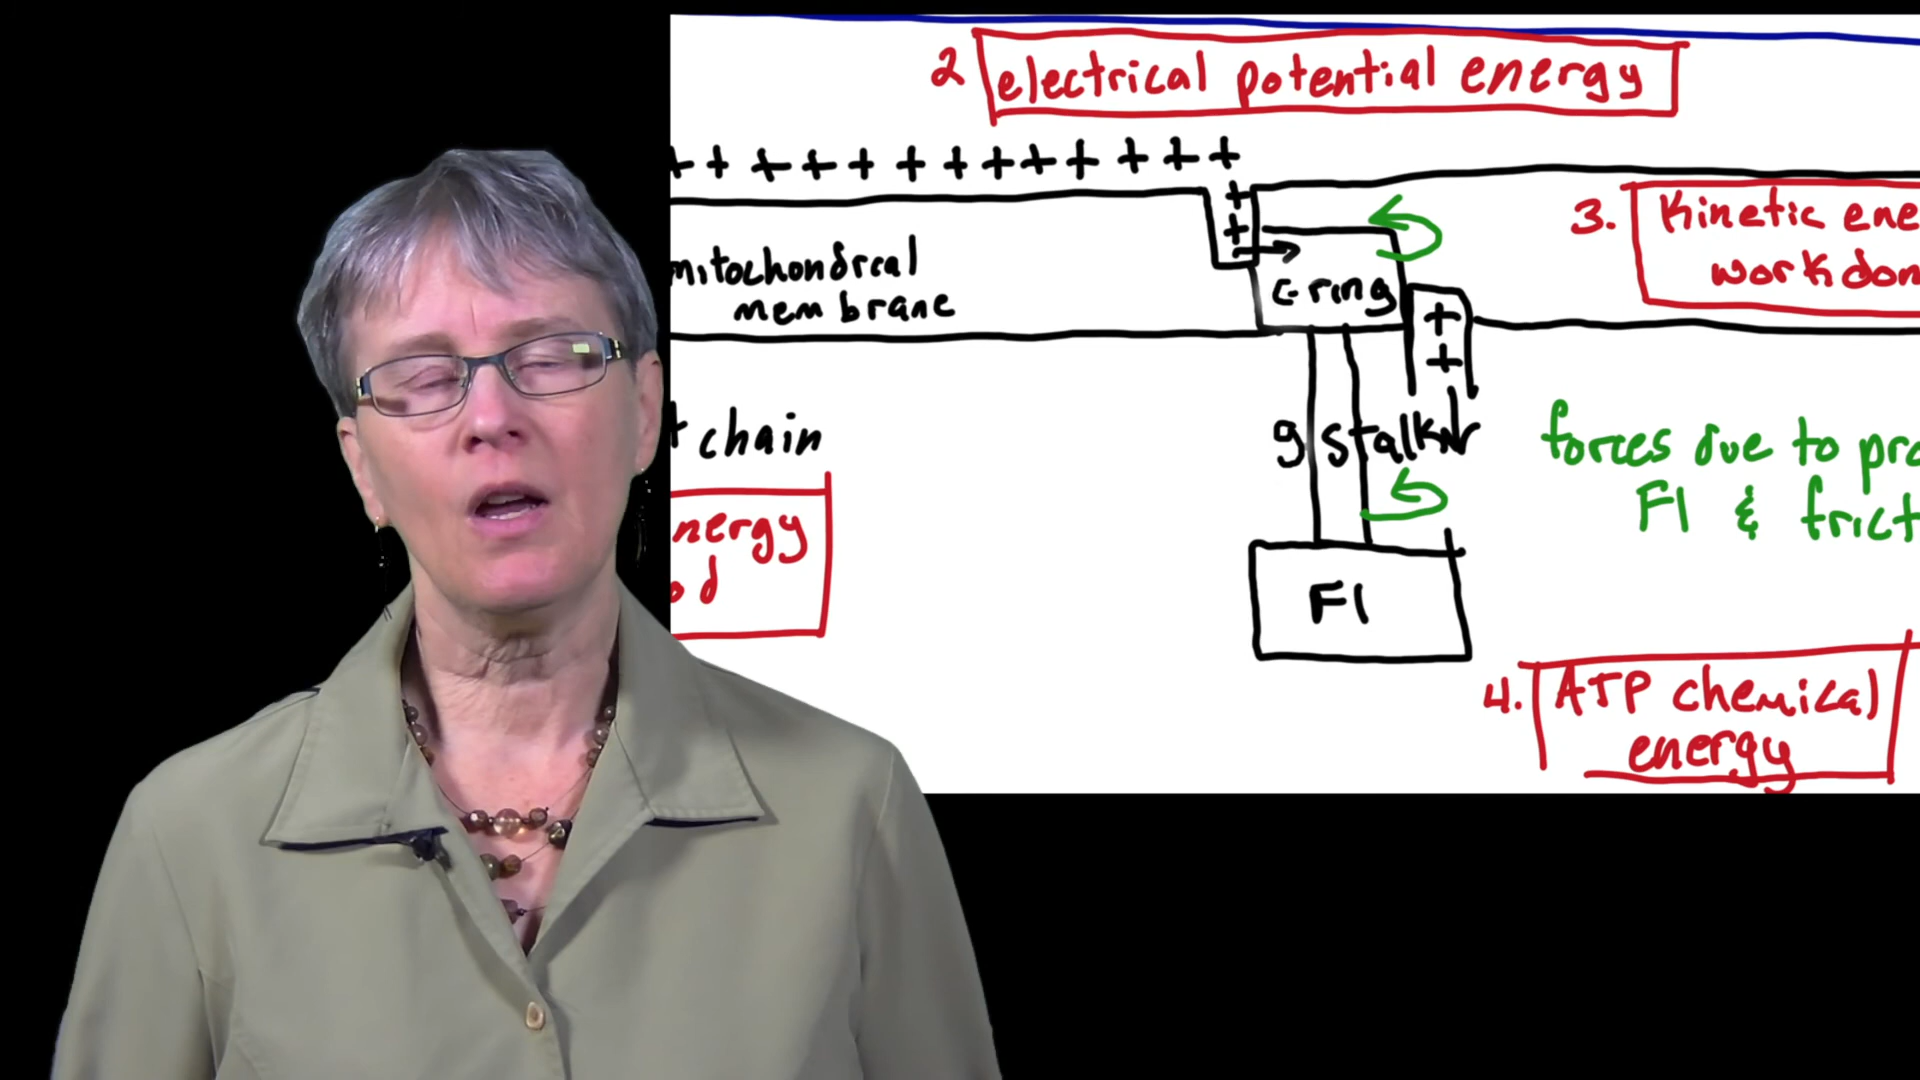 2 electrical potential energy
+ + + + + + + + + + + + +
+
+
3. Kinetic ene
work don
mitochondrial
membrane
c-ring
+
+
t chain
g stalk
forces due to pro
F1 & frict
nergy
od
F1
4. ATP chemical
energy